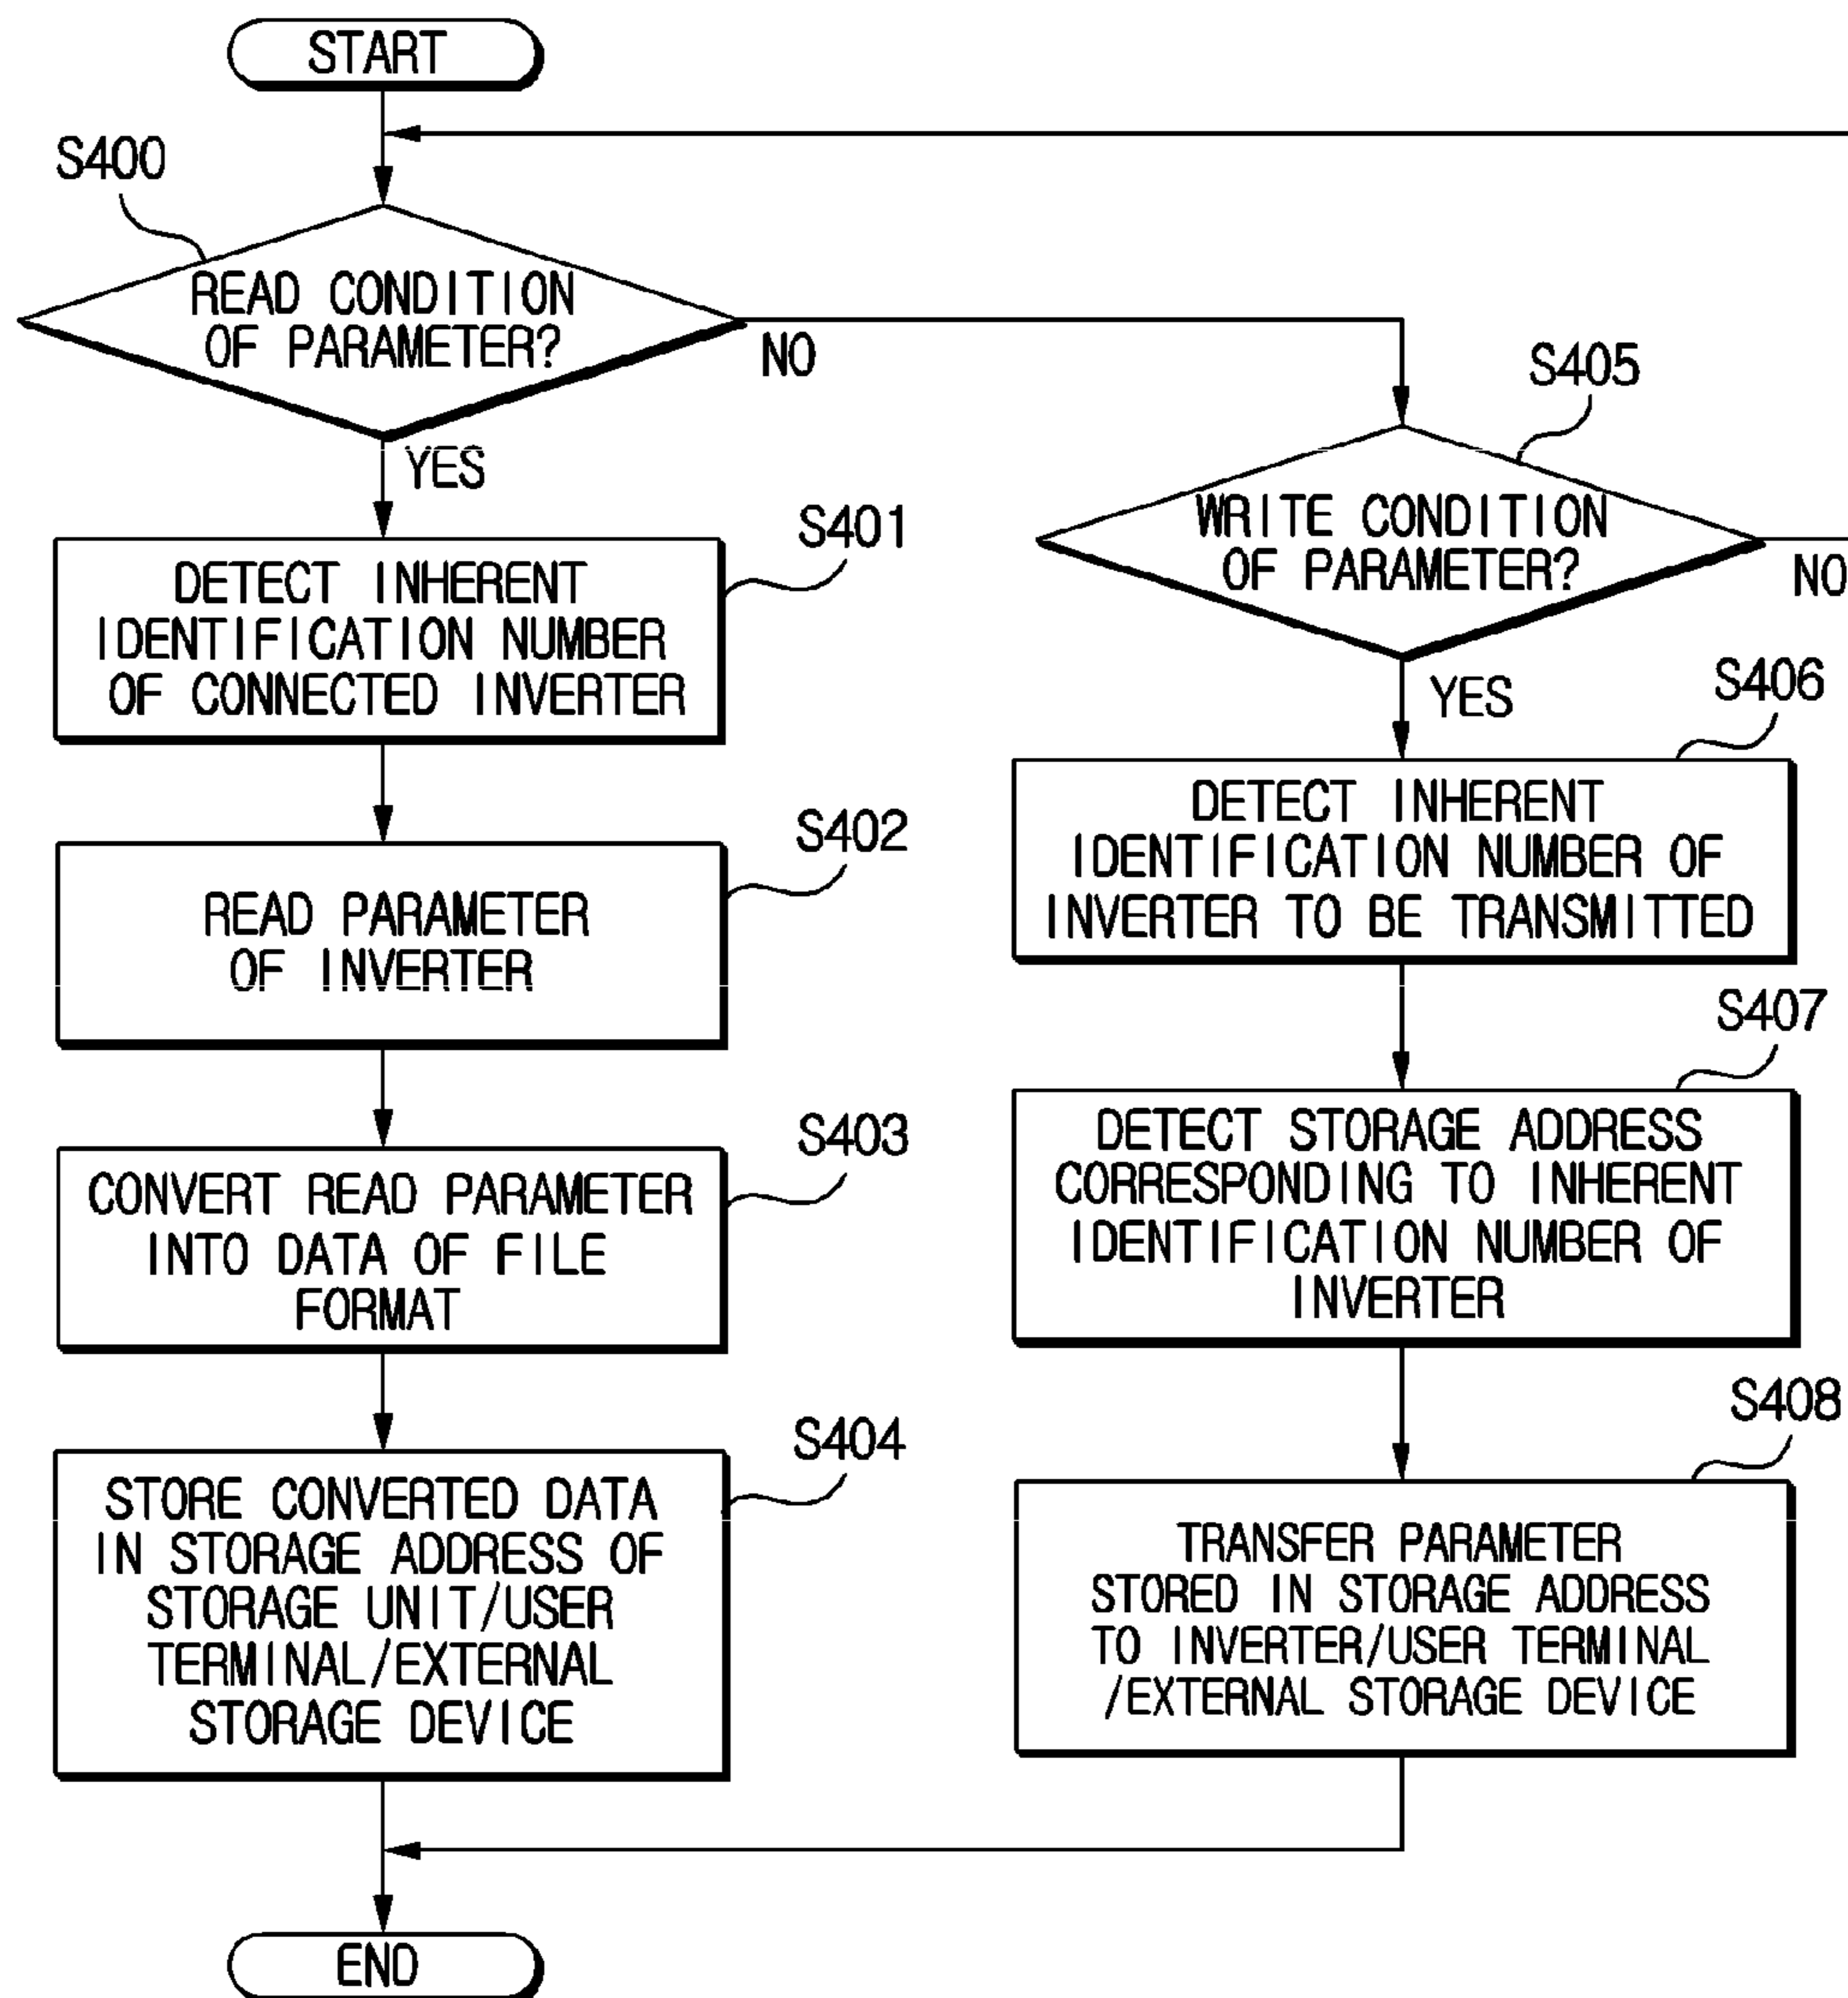 START
S400
READ CONDITION
OF PARAMETER?
NO
YES
S401
DETECT INHERENT
IDENTIFICATION NUMBER
OF CONNECTED INVERTER
S402
READ PARAMETER
OF INVERTER
S403
CONVERT READ PARAMETER
INTO DATA OF FILE
FORMAT
S404
STORE CONVERTED DATA
IN STORAGE ADDRESS OF
STORAGE UNIT/USER
TERMINAL/EXTERNAL
STORAGE DEVICE
S405
WRITE CONDITION
OF PARAMETER?
NO
YES
S406
DETECT INHERENT
IDENTIFICATION NUMBER OF
INVERTER TO BE TRANSMITTED
S407
DETECT STORAGE ADDRESS
CORRESPONDING TO INHERENT
IDENTIFICATION NUMBER OF
INVERTER
S408
TRANSFER PARAMETER
STORED IN STORAGE ADDRESS
TO INVERTER/USER TERMINAL
/EXTERNAL STORAGE DEVICE
END